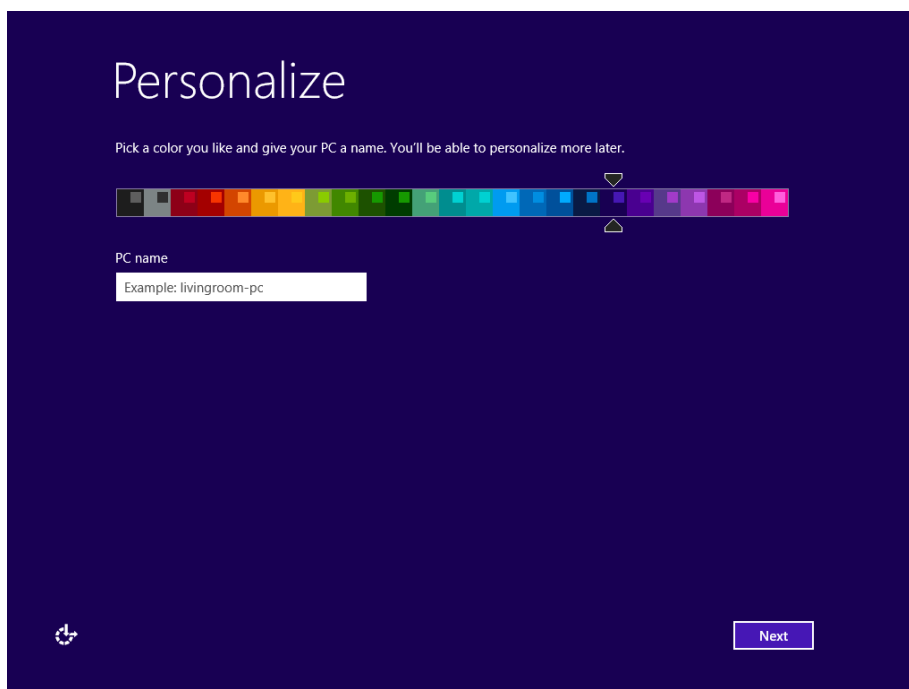 Personalize
Pick a color you like and give your PC a name. You'll be able to personalize more later.
PC name
Example: livingroom-pc
Next